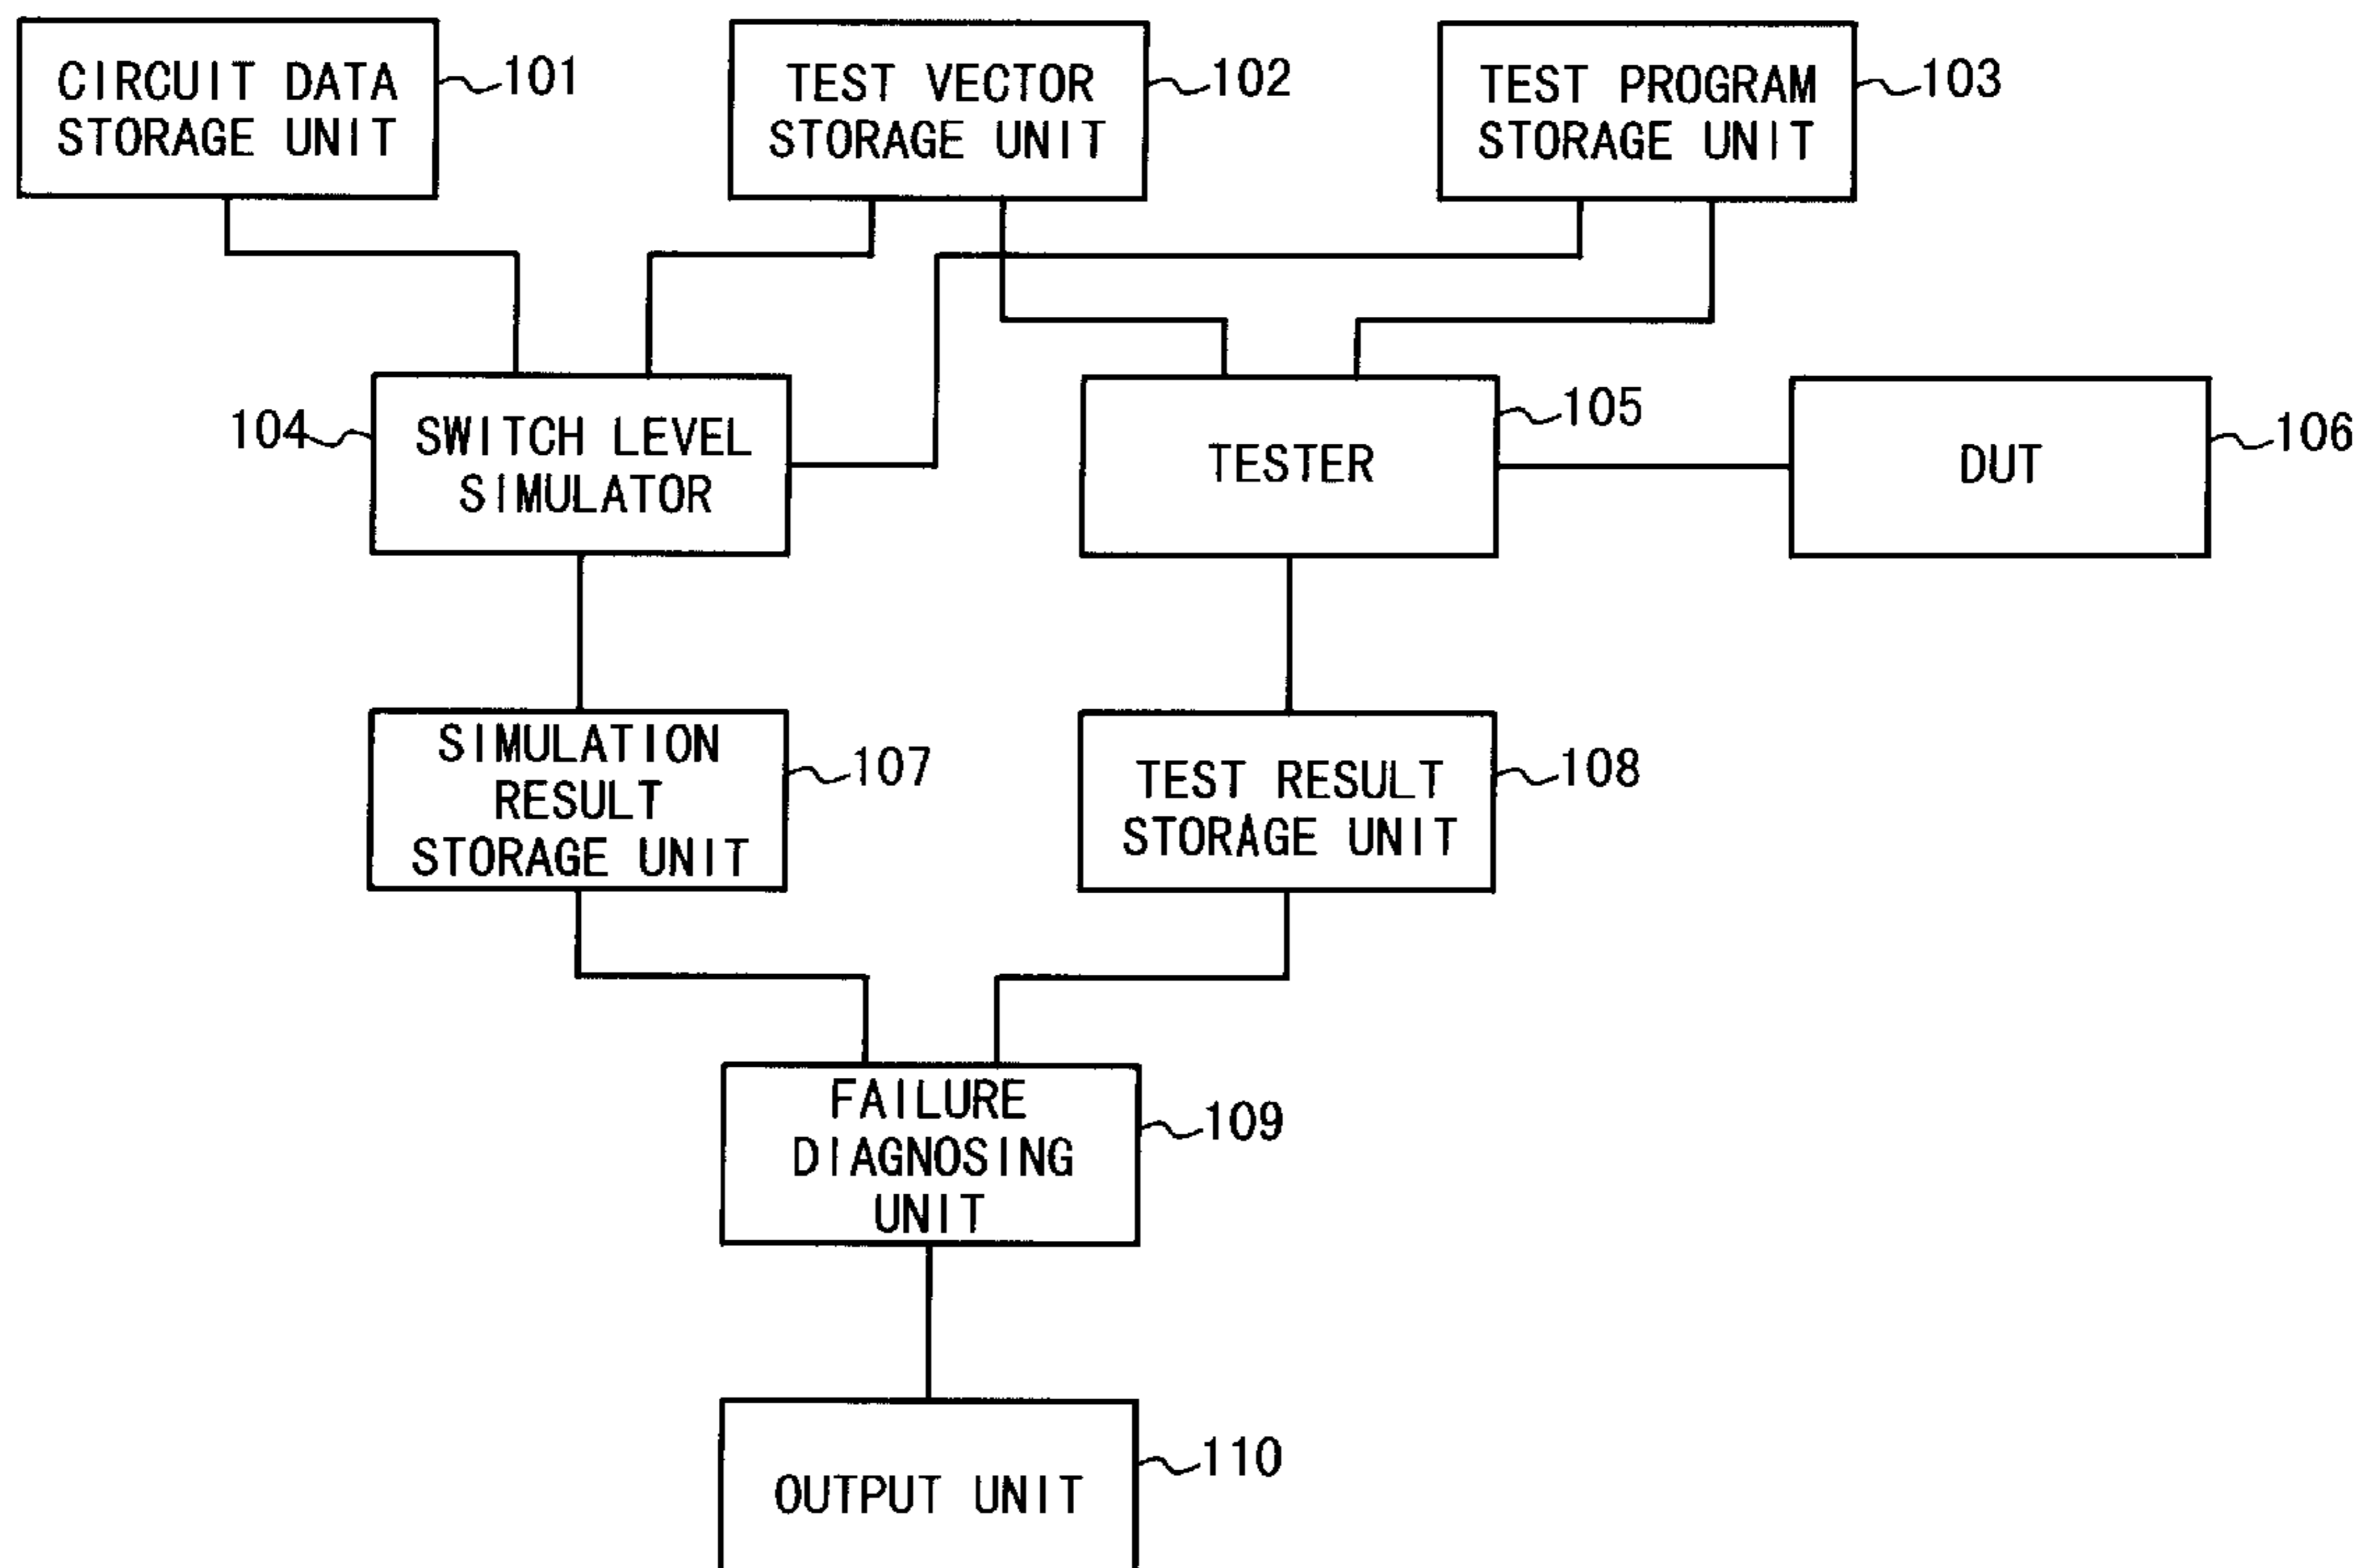 CIRCUIT DATA
STORAGE UNIT
101
TEST VECTOR
STORAGE UNIT
102
TEST PROGRAM
STORAGE UNIT
103
104
SWITCH LEVEL
SIMULATOR
TESTER
105
DUT
106
SIMULATION
RESULT
STORAGE UNIT
107
TEST RESULT
STORAGE UNIT
108
FAILURE
DIAGNOSING
UNIT
109
OUTPUT UNIT
110